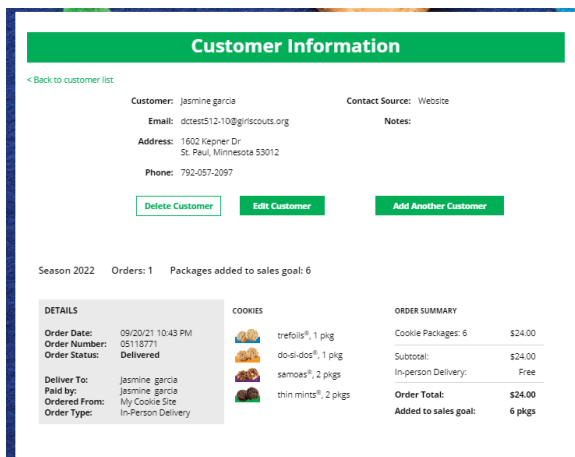 Customer Information
< Back to customer list
Customer: Jasmine garcia
Contact Source: Website
Email: dctest512-10@girlscouts.org
Notes:
Address: 1602 Kepner Dr
St. Paul, Minnesota 53012
Phone: 792-057-2097
Delete Customer
Edit Customer
Add Another Customer
Season 2022 Orders: 1 Packages added to sales goal: 6
DETAILS
Order Date: 09/20/21 10:43 PM
Order Number: 05118771
Order Status: Delivered
Deliver To: Jasmine garcia
Paid by: Jasmine garcia
Ordered From: My Cookie Site
Order Type: In-Person Delivery
COOKIES
trefoils®, 1 pkg
do-si-dos®, 1 pkg
samoas®, 2 pkgs
thin mints®, 2 pkgs
ORDER SUMMARY
Cookie Packages: 6 $24.00
Subtotal: $24.00
In-person Delivery: Free
Order Total: $24.00
Added to sales goal: 6 pkgs